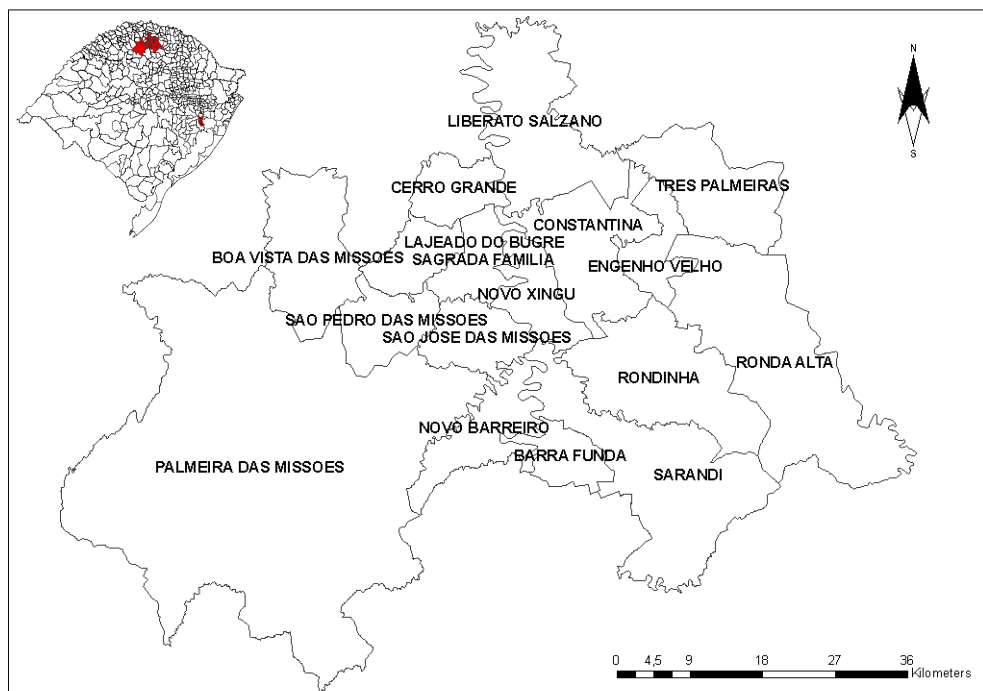 N
S
LIBERATO SALZANO
CERRO GRANDE
TRES PALMEIRAS
CONSTANTINA
LAJEADO DO BUGRE
BOA VISTA DAS MISSOES
SAGRADA FAMILIA
ENGENHO VELHO
NOVO XINGU
SAO PEDRO DAS MISSOES
SAO JOSE DAS MISSOES
RONDA ALTA
RONDINHA
NOVO BARREIRO
BARRA FUNDA
PALMEIRA DAS MISSOES
SARANDI
0 4,5 9 18 27 36
Kilometers